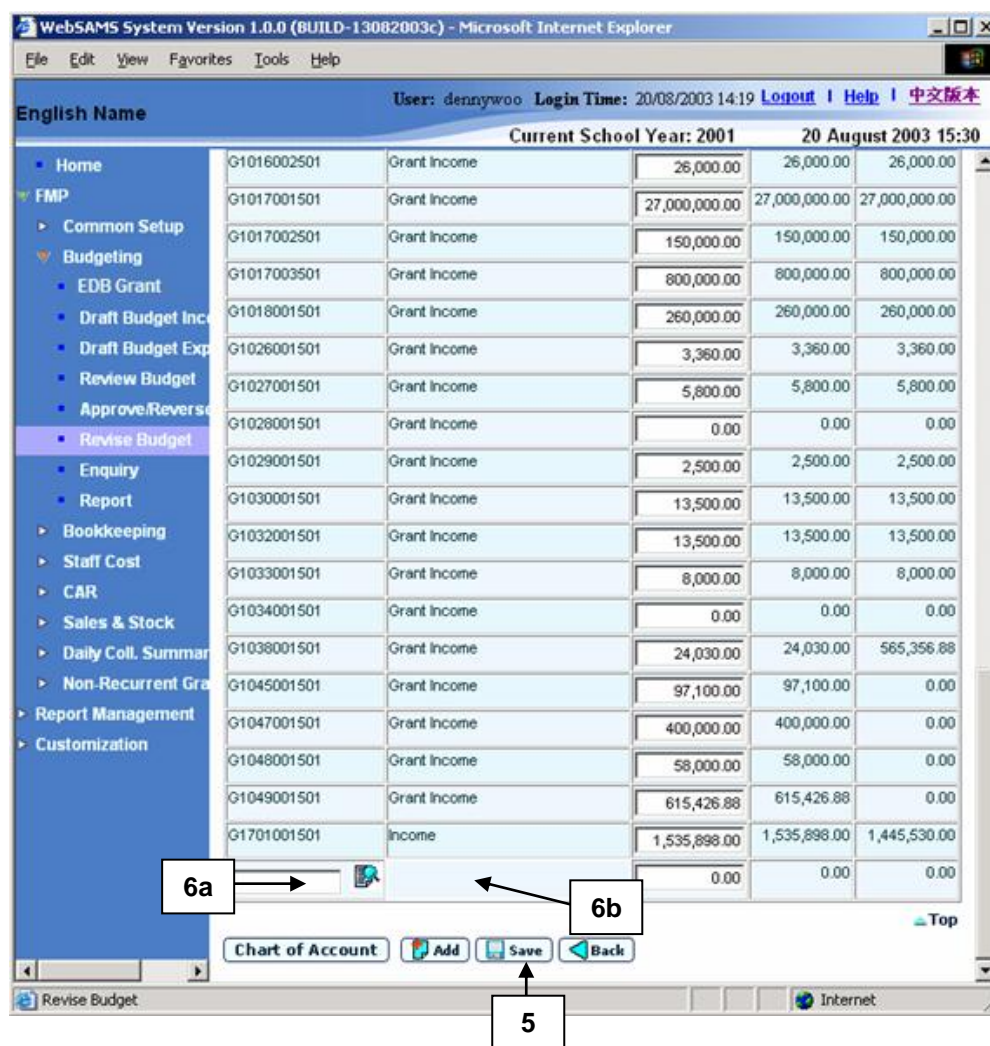 WebSAMS System Version 1.0.0 (BUILD-13082003c) - Microsoft Internet Explorer
File Edit View Favorites Tools Help
English Name
User: dennywoo Login Time: 20/08/2003 14:19 Logout | Help | 中文版本
Current School Year: 2001 20 August 2003 15:30
Home
FMP
Common Setup
Budgeting
EDB Grant
Draft Budget Inc
Draft Budget Exp
Review Budget
Approve/Reverse
Revise Budget
Enquiry
Report
Bookkeeping
Staff Cost
CAR
Sales & Stock
Daily Coll. Summar
Non-Recurrent Gra
Report Management
Customization
G1016002501 Grant Income 26,000.00 26,000.00 26,000.00
G1017001501 Grant Income 27,000,000.00 27,000,000.00 27,000,000.00
G1017002501 Grant Income 150,000.00 150,000.00 150,000.00
G1017003501 Grant Income 800,000.00 800,000.00 800,000.00
G1018001501 Grant Income 260,000.00 260,000.00 260,000.00
G1026001501 Grant Income 3,360.00 3,360.00 3,360.00
G1027001501 Grant Income 5,800.00 5,800.00 5,800.00
G1028001501 Grant Income 0.00 0.00 0.00
G1029001501 Grant Income 2,500.00 2,500.00 2,500.00
G1030001501 Grant Income 13,500.00 13,500.00 13,500.00
G1032001501 Grant Income 13,500.00 13,500.00 13,500.00
G1033001501 Grant Income 8,000.00 8,000.00 8,000.00
G1034001501 Grant Income 0.00 0.00 0.00
G1038001501 Grant Income 24,030.00 24,030.00 565,356.88
G1045001501 Grant Income 97,100.00 97,100.00 0.00
G1047001501 Grant Income 400,000.00 400,000.00 0.00
G1048001501 Grant Income 58,000.00 58,000.00 0.00
G1049001501 Grant Income 615,426.88 615,426.88 0.00
G1701001501 Income 1,535,898.00 1,535,898.00 1,445,530.00
6a 6b 0.00 0.00 0.00
Top
Chart of Account Add Save Back
Revise Budget Internet
5